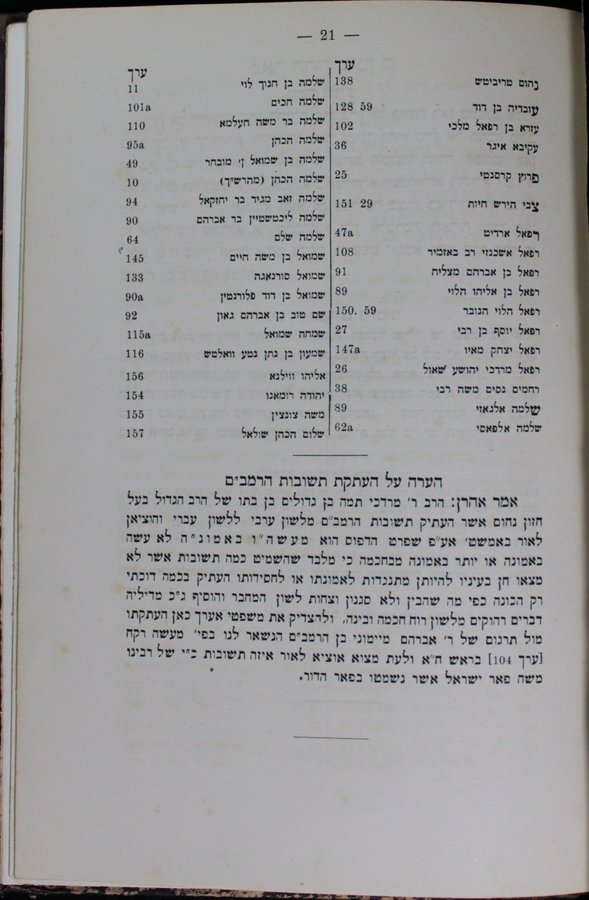 — 21 —
ערך
נחום טריביטש 138
עובדיה בן דוד 59 128
עזרא בן רפאל מלכי 102
עקיבא איגר 36
פרוץ קרסנטי 25
צבי הירש חיות 29 151
רפאל ארדיט 47a
רפאל אשכנזי רב באזמיר 108
רפאל בן אברהם מצליח 91
רפאל בן אליהו הלוי 89
רפאל הלוי הגובר 59 .150
רפאל יוסף בן רבי 27
רפאל יצחק מאיו 147a
רפאל מרדכי יהושע שאול 26
רחמים נסים משה רבי 38
שלמה אלגאזי 89
שלמה אלפאסי 62a
ערך
שלמה בן חנוך לוי 11
שלמה חכים 101a
שלמה בר משה חעלמא 110
שלמה הכהן 95a
שלמה בן שמואל ן׳ מובחר 49
שלמה הכהן (מהרש״ך) 10
שלמה זאב מגיד בר יחזקאל 94
שלמה ליכטשטיין בר אברהם 90
שלמה שלם 64
שמואל בן משה חיים 145
שמואל סורנאגה 133
שמואל בן דוד פלורנטין 90a
שם טוב בן אברהם גאון 92
שמחה שמואל 115a
שמעון בן נתן נטע וואלטש 116
אליהו ווילנא 156
יהודה רומאנו 154
משה צונצין 155
שלום הכהן שולאל 157
הערה על העתקת תשובות הרמב״ם
אמר אהרן: הרב ר׳ מרדכי תמה בן גדולים בן בתו של הרב הגדול בעל
חזון נחום אשר העתיק תשובות הרמב״ם מלשון ערבי ללשון עברי והוציאן
לאור באמשט׳ אע״פ שפרט הדפוס הוא מעשה״ו באמונ״ה לא עשה
באמונה או יותר באמונה מבחכמה כי מלבד שהשמיט כמה תשובות אשר לא
מצאו חן בעיניו להיותן מתנגדות לאמונתו או לחסידותו העתיק בכמה דוכתי
רק הכונה כפי מה שהבין ולא סגנון וצחות לשון המחבר והוסיף ג״כ מדיליה
דברים רחוקים מלשון רוח חכמה ובינה. ולהצדיק את משפטי אערך כאן העתקתו
מול תרגום של ר׳ אברהם מיימוני בן הרמב״ם הנשאר לנו בפי׳ מעשה רקח
[ערך 104] בראש ח״א ולעת מצוא אוציא לאור איזה תשובות כ״י של רבינו
משה פאר ישראל אשר נשמטו בפאר הדור.